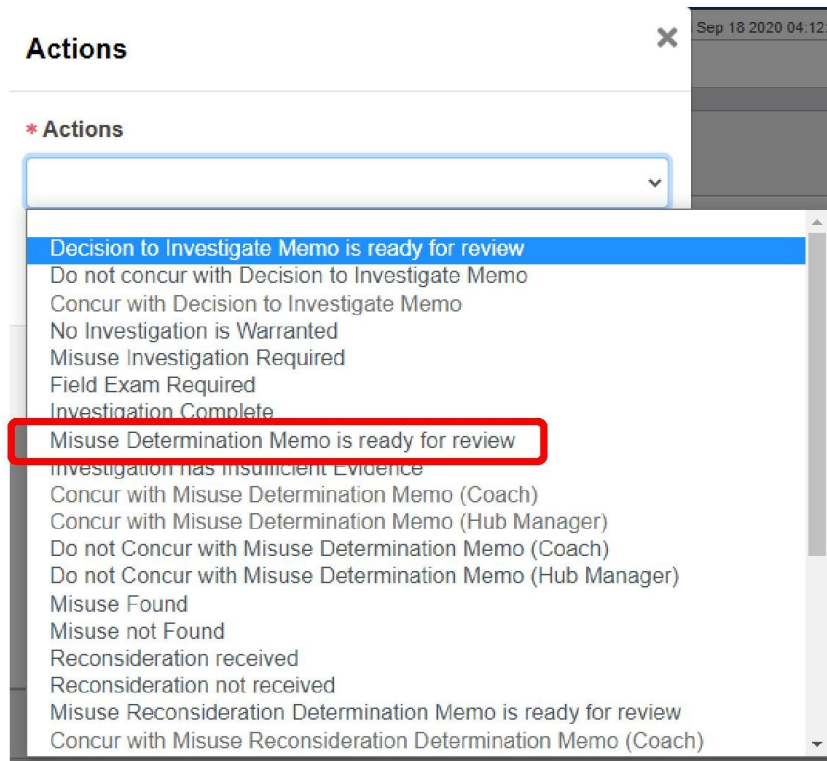 Actions
Sep 18 2020 04:12:
* Actions
Decision to Investigate Memo is ready for review
Do not concur with Decision to Investigate Memo
Concur with Decision to Investigate Memo
No Investigation is Warranted
Misuse Investigation Required
Field Exam Required
Investigation Complete
Misuse Determination Memo is ready for review
Investigation has Insufficient Evidence
Concur with Misuse Determination Memo (Coach)
Concur with Misuse Determination Memo (Hub Manager)
Do not Concur with Misuse Determination Memo (Coach)
Do not Concur with Misuse Determination Memo (Hub Manager)
Misuse Found
Misuse not Found
Reconsideration received
Reconsideration not received
Misuse Reconsideration Determination Memo is ready for review
Concur with Misuse Reconsideration Determination Memo (Coach)